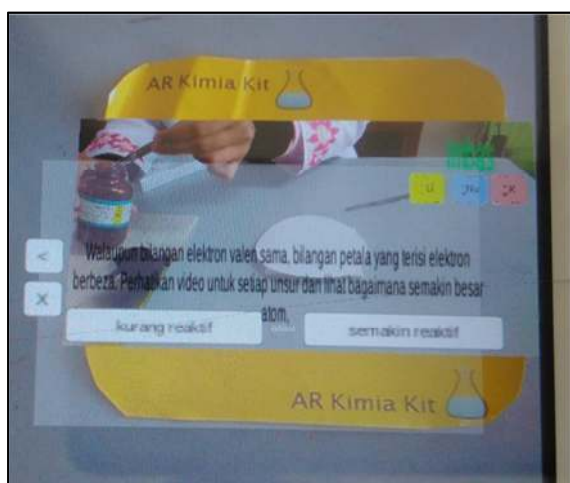 AR Kimia Kit
Li
Na
K
<
Walaupun bilangan elektron valen sama, bilangan petala yang terisi elektron
berbeza. Perhatikan video untuk setiap unsur dan lihat bagaimana semakin besar
atom,
X
kurang reaktif
semakin reaktif
AR Kimia Kit